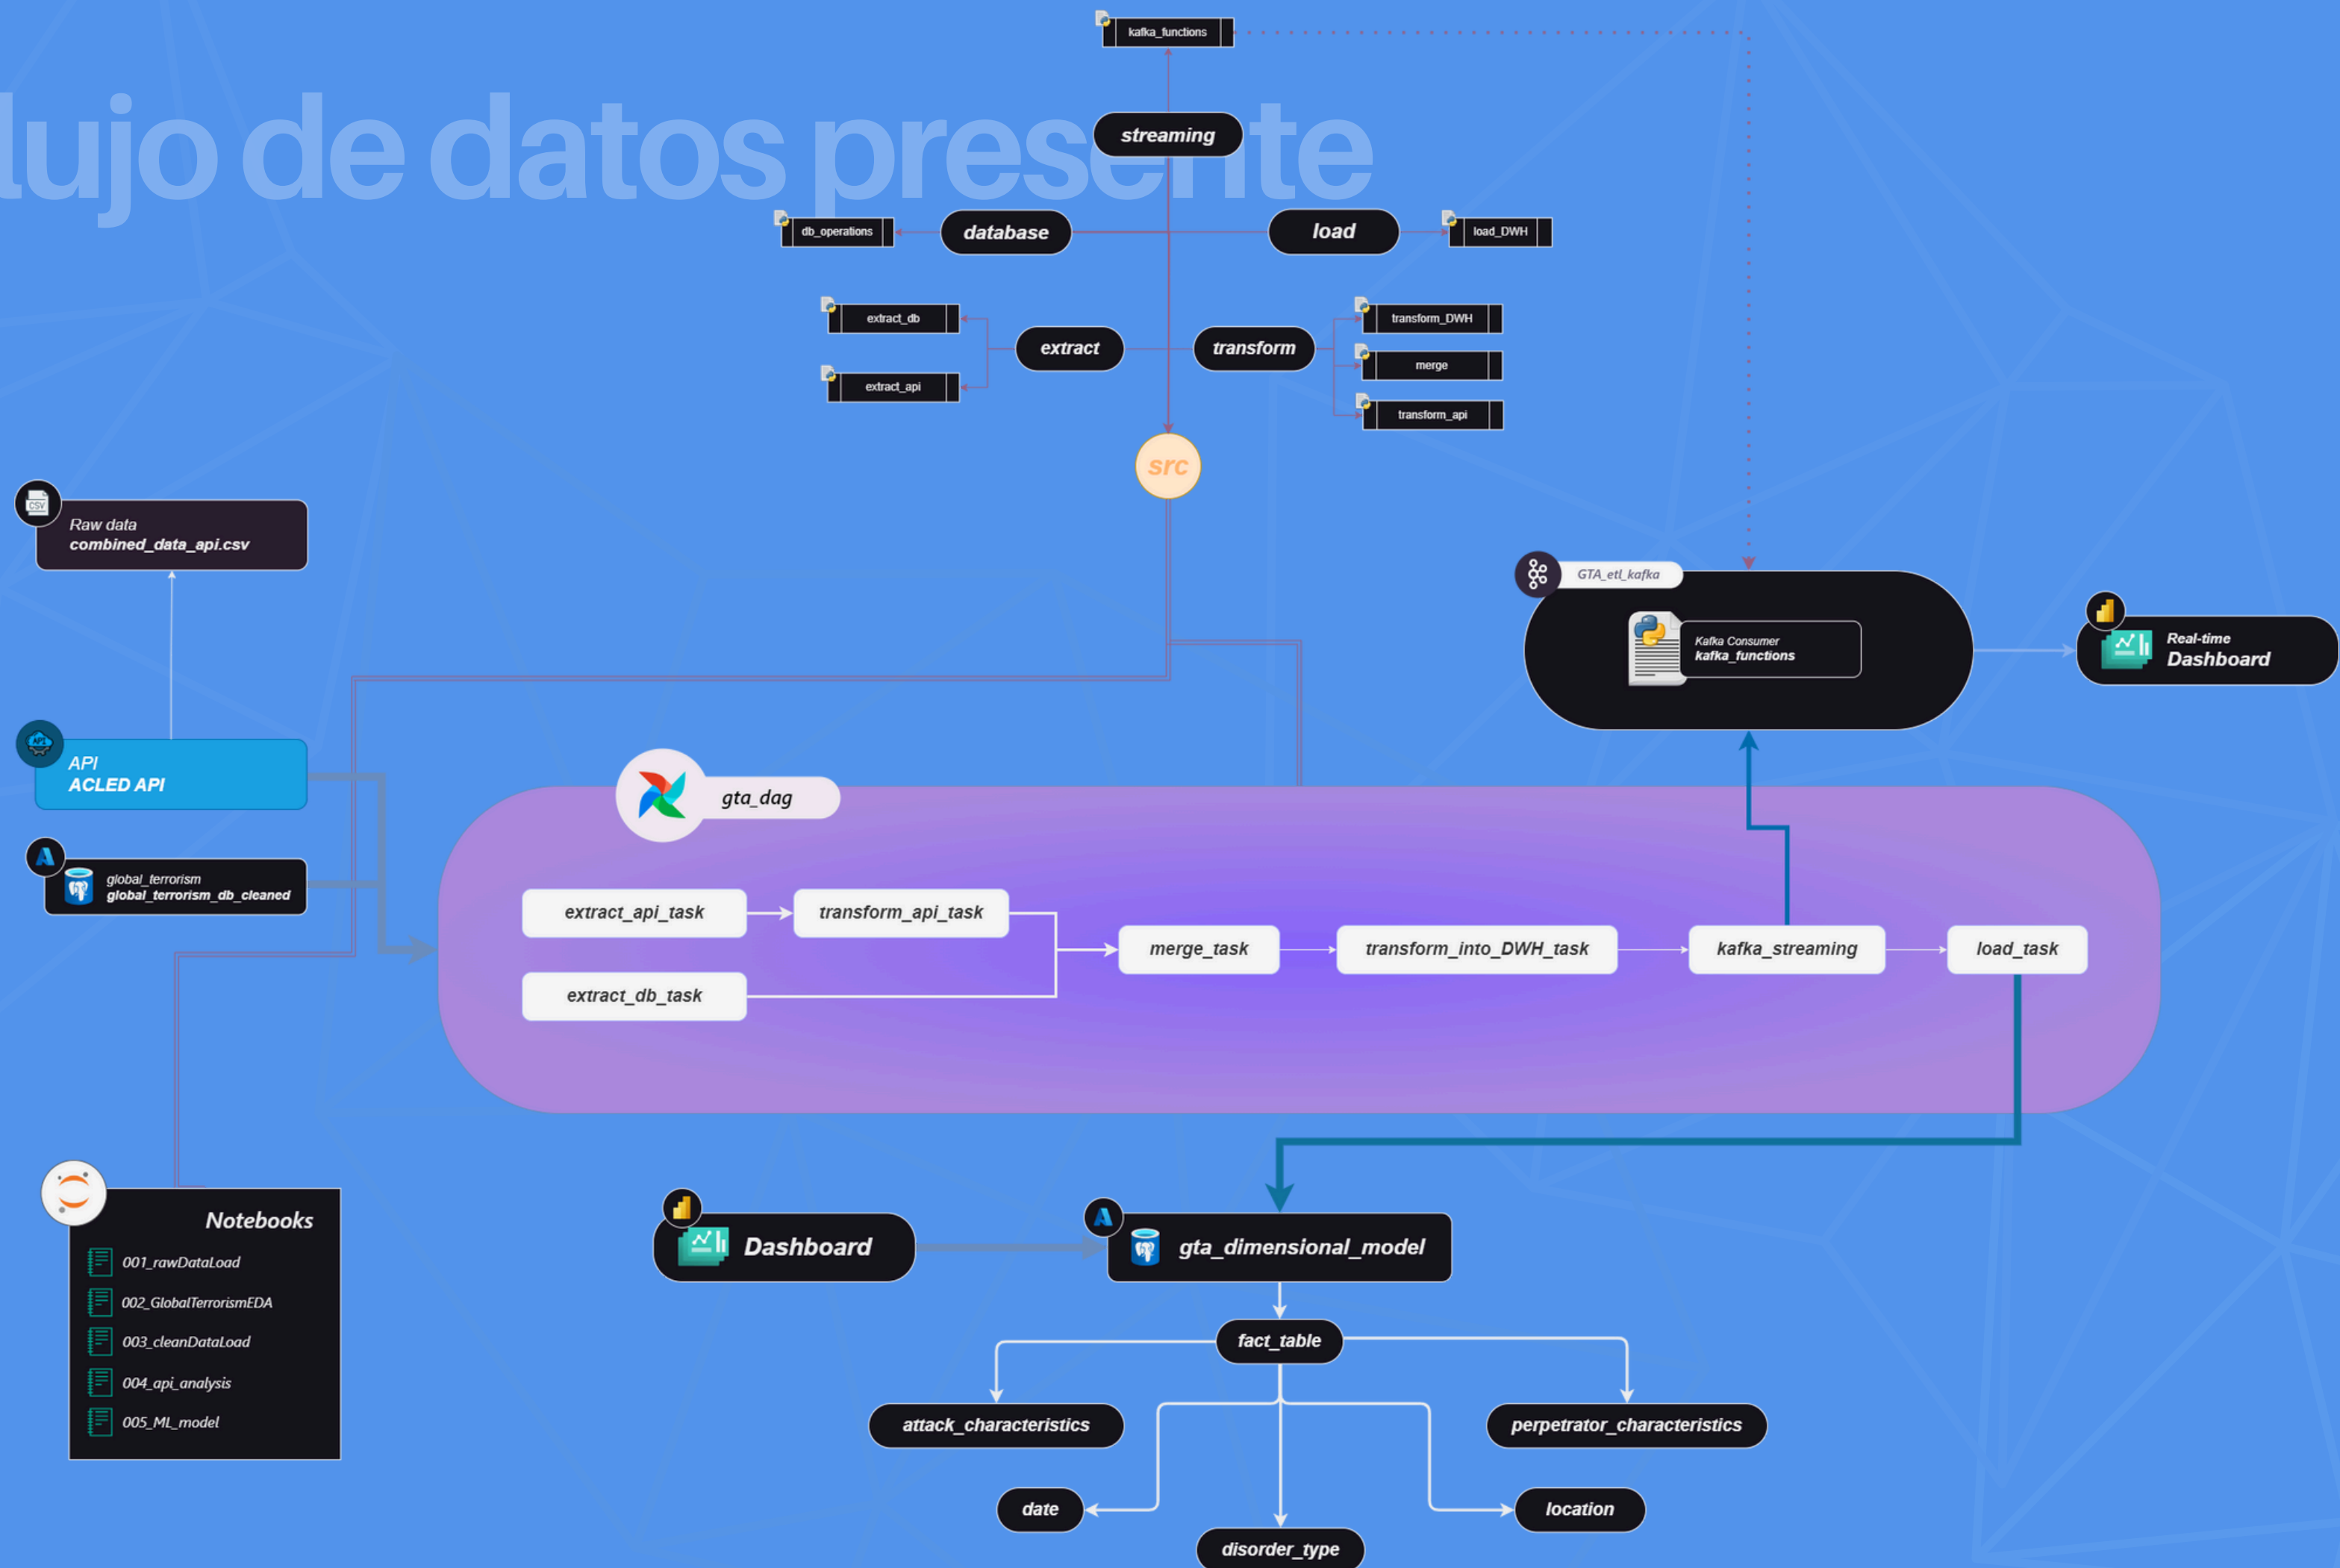 kafka_functions
lujo de datos presente
streaming
db_operations
database
load
load_DWH
extract_db
extract_api
extract
transform
transform_DWH
merge
transform_api
src
CSV
Raw data
combined_data_api.csv
GTA_etl_kafka
Kafka Consumer
kafka_functions
Real-time
Dashboard
API
API
ACLED API
gta_dag
global_terrorism
global_terrorism_db_cleaned
extract_api_task
transform_api_task
extract_db_task
merge_task
transform_into_DWH_task
kafka_streaming
load_task
Notebooks
001_rawDataLoad
002_GlobalTerrorismEDA
003_cleanDataLoad
004_api_analysis
005_ML_model
Dashboard
gta_dimensional_model
fact_table
attack_characteristics
perpetrator_characteristics
date
location
disorder_type